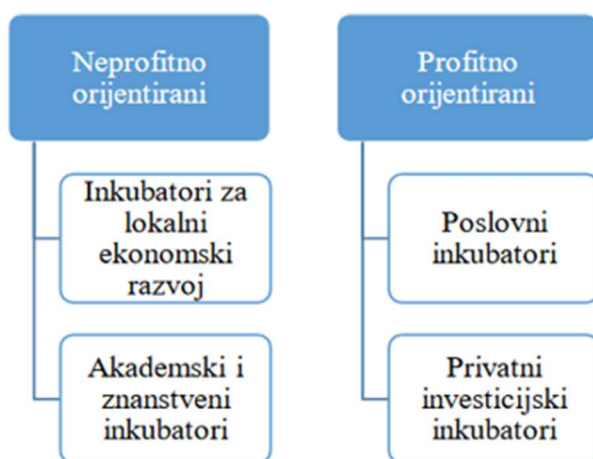 Neprofitno
orijentirani
Inkubatori za
lokalni
ekonomski
razvoj
Akademski i
znanstveni
inkubatori
Profitno
orijentirani
Poslovni
inkubatori
Privatni
investicijski
inkubatori